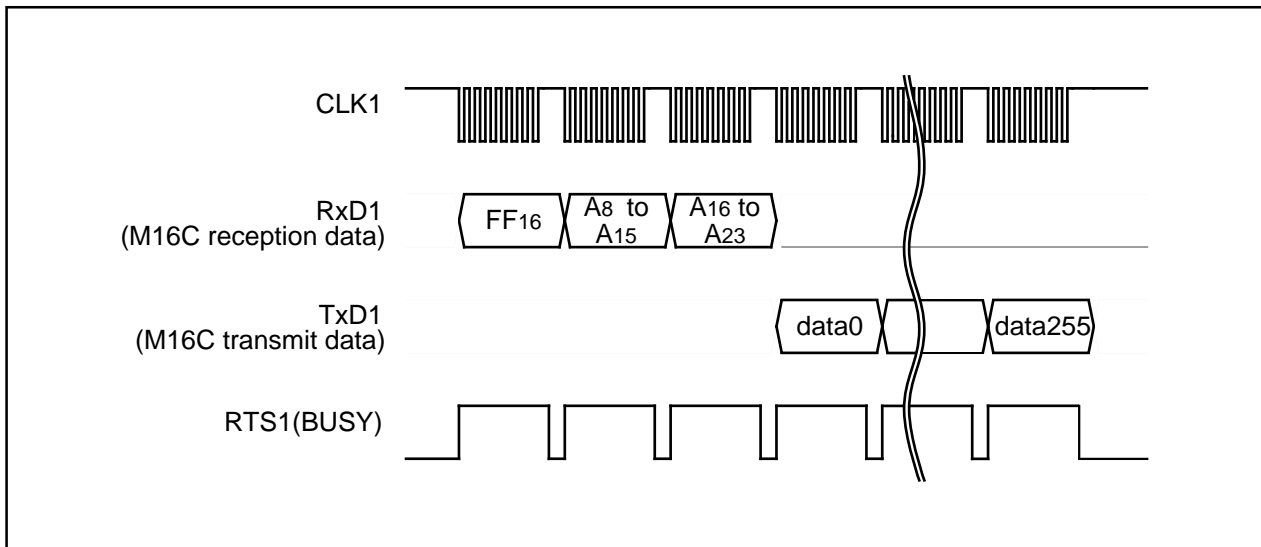 CLK1
RxD1
(M16C reception data)
FF16
A8 to
A15
A16 to
A23
TxD1
(M16C transmit data)
data0
data255
RTS1(BUSY)